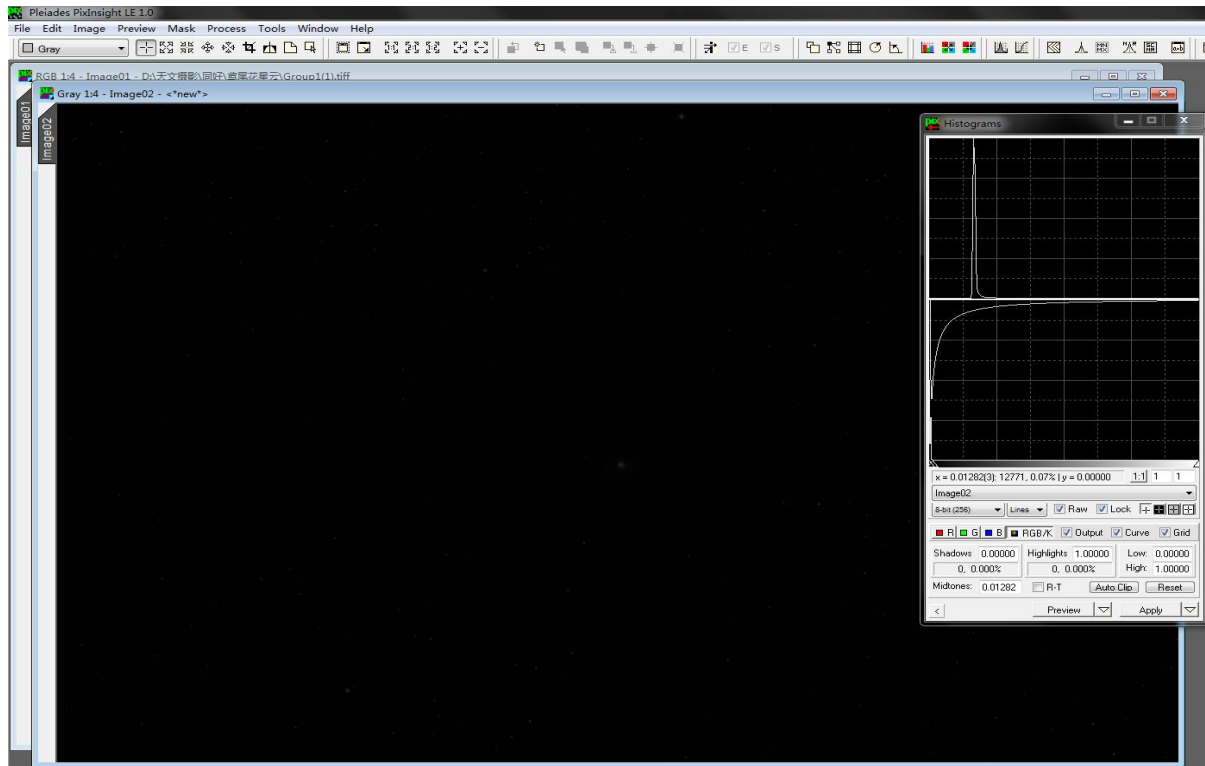 Pleiades PixInsight LE 1.0
File Edit Image Preview Mask Process Tools Window Help
Gray
E
S
RGB 1:4 - Image01 - D:\天文摄影\同好\鸢尾花星云\Group1(1).tiff
Gray 1:4 - Image02 - <*new*>
Image01
Image02
Histograms
x = 0.01282(3): 12771, 0.07% | y = 0.00000 1:1 1 1
Image02
8-bit (256) Lines Raw Lock
R G B RGB/K Output Curve Grid
Shadows 0.00000 Highlights 1.00000 Low: 0.00000
0, 0.000% 0, 0.000% High: 1.00000
Midtones: 0.01282 R-T Auto Clip Reset
< Preview Apply